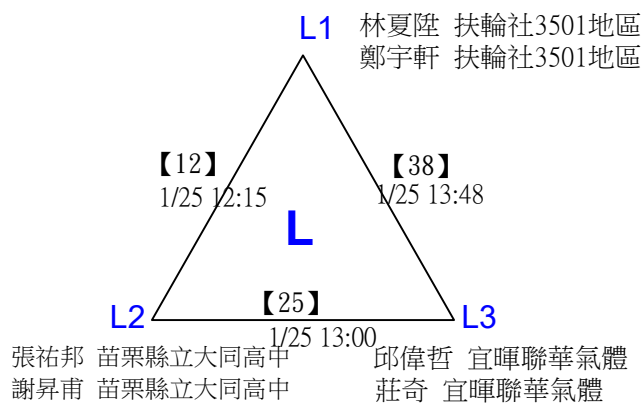 L1
林夏陞 扶輪社3501地區
鄭宇軒 扶輪社3501地區
【12】
1/25 12:15
【38】
1/25 13:48
L
L2
【25】
1/25 13:00
L3
張祐邦 苗栗縣立大同高中
謝昇甫 苗栗縣立大同高中
邱偉哲 宜暉聯華氣體
莊奇 宜暉聯華氣體